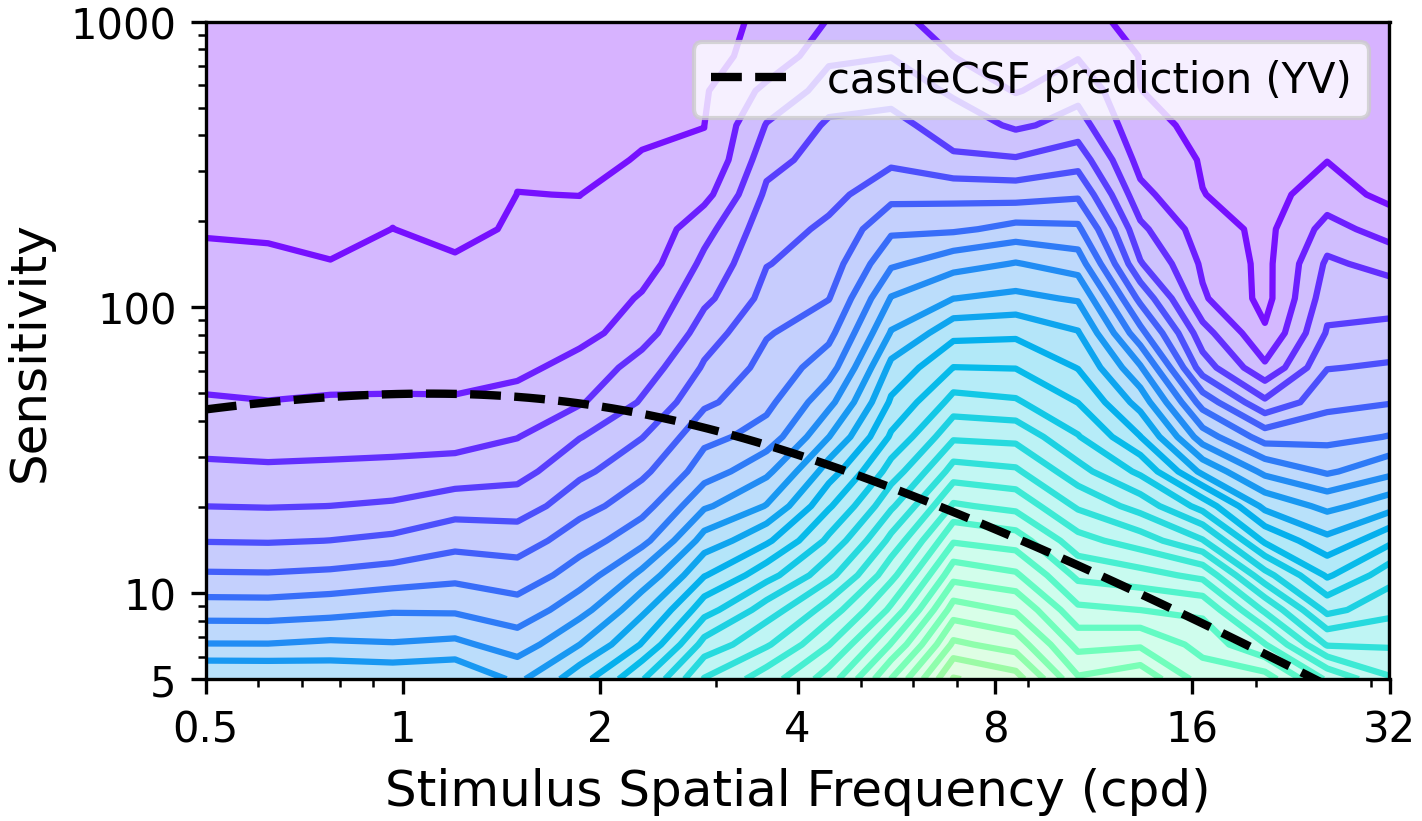 1000
100
10
5
Sensitivity
castleCSF prediction (YV)
0.5 1 2 4 8 16 32
Stimulus Spatial Frequency (cpd)